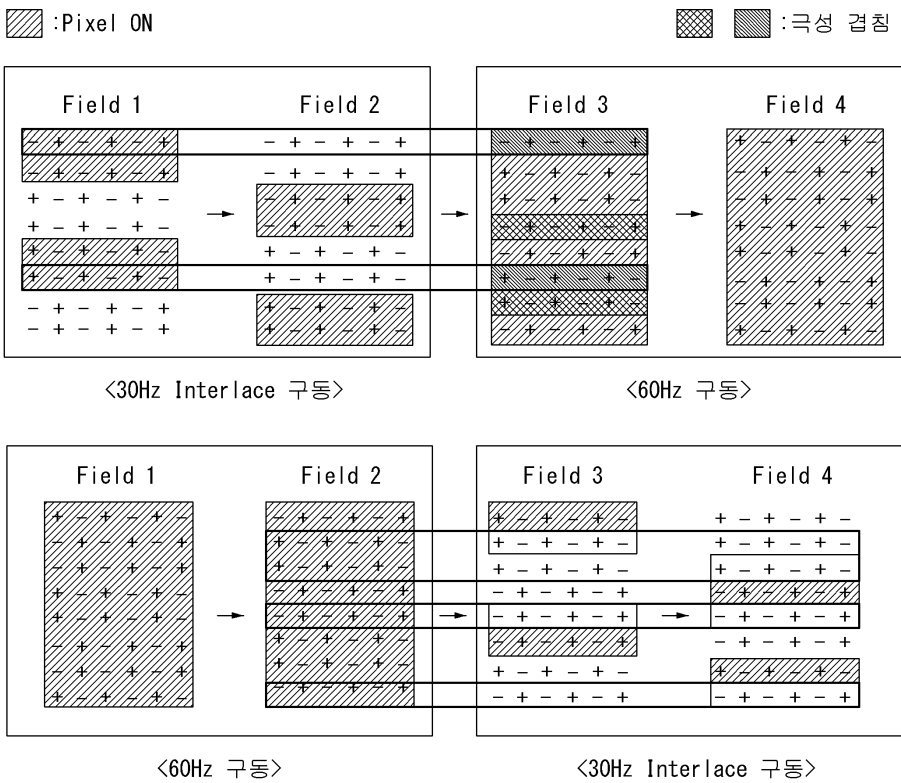 :Pixel ON
:극성 겹침
Field 1
Field 2
Field 3
Field 4
<30Hz Interlace 구동>
<60Hz 구동>
Field 1
Field 2
Field 3
Field 4
<60Hz 구동>
<30Hz Interlace 구동>